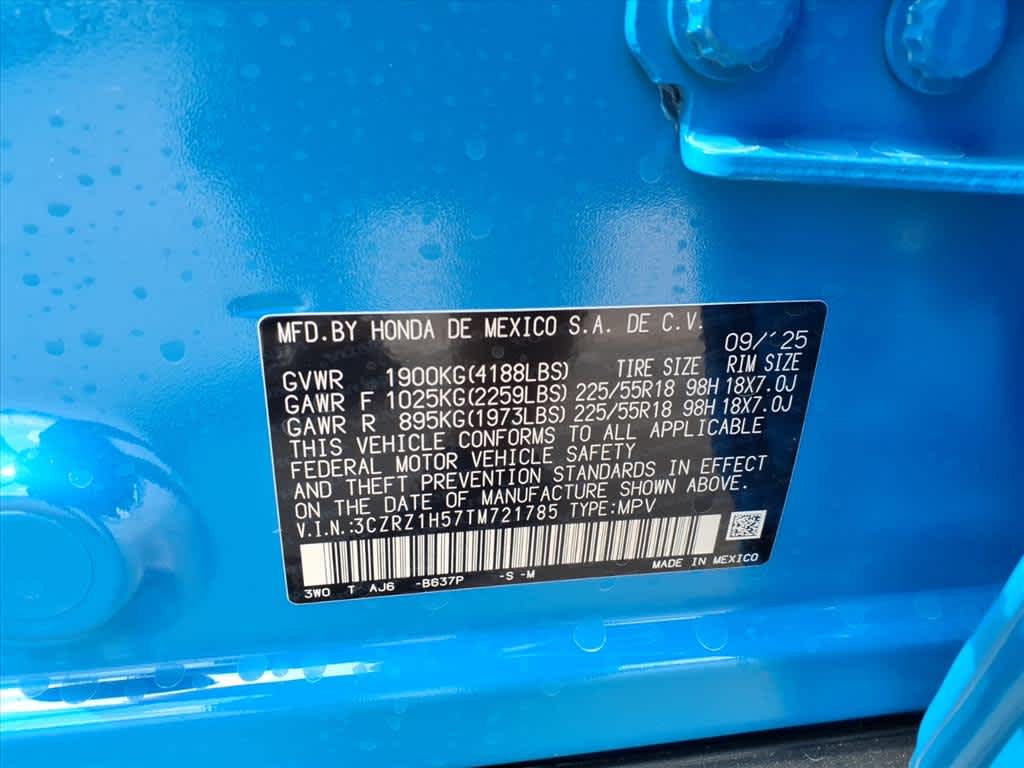 MFD.BY HONDA DE MEXICO S.A. DE C.V. 09/'25
TIRE SIZE RIM SIZE
GVWR 1900KG(4188LBS)
GAWR F 1025KG(2259LBS) 225/55R18 98H 18X7.0J
GAWR R 895KG(1973LBS) 225/55R18 98H 18X7.0J
THIS VEHICLE CONFORMS TO ALL APPLICABLE
FEDERAL MOTOR VEHICLE SAFETY
AND THEFT PREVENTION STANDARDS IN EFFECT
ON THE DATE OF MANUFACTURE SHOWN ABOVE.
V.I.N.:3CZRZ1H57TM721785 TYPE:MPV
MADE IN MEXICO
3WO T AJ6 -B637P -S -M